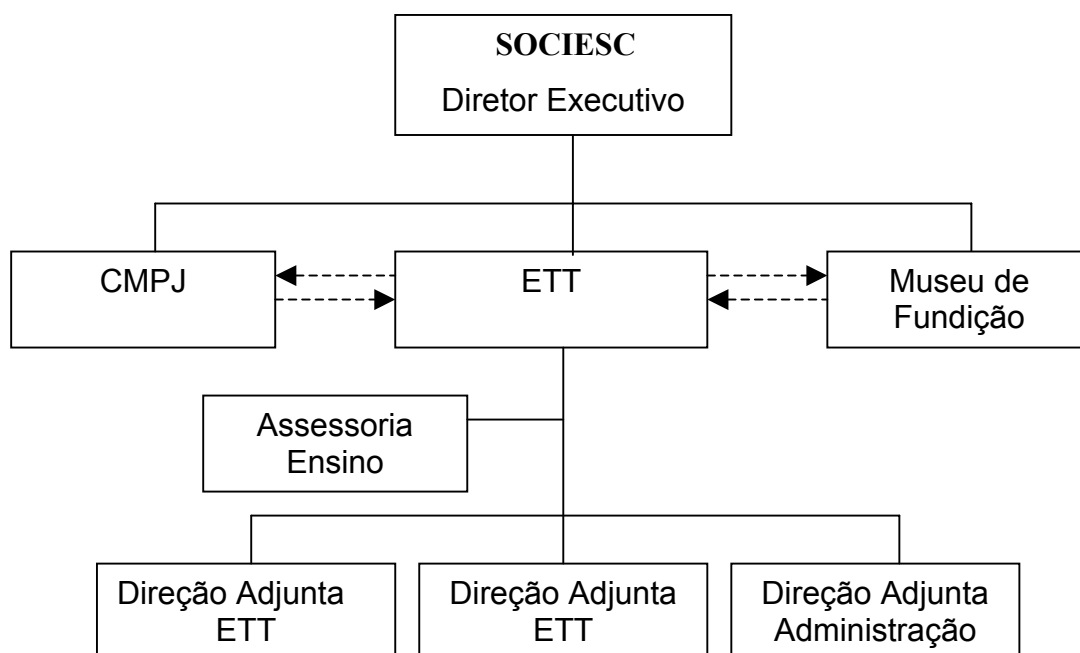 SOCIESC
Diretor Executivo
CMPJ
ETT
Museu de
Fundição
Assessoria
Ensino
Direção Adjunta
ETT
Direção Adjunta
ETT
Direção Adjunta
Administração